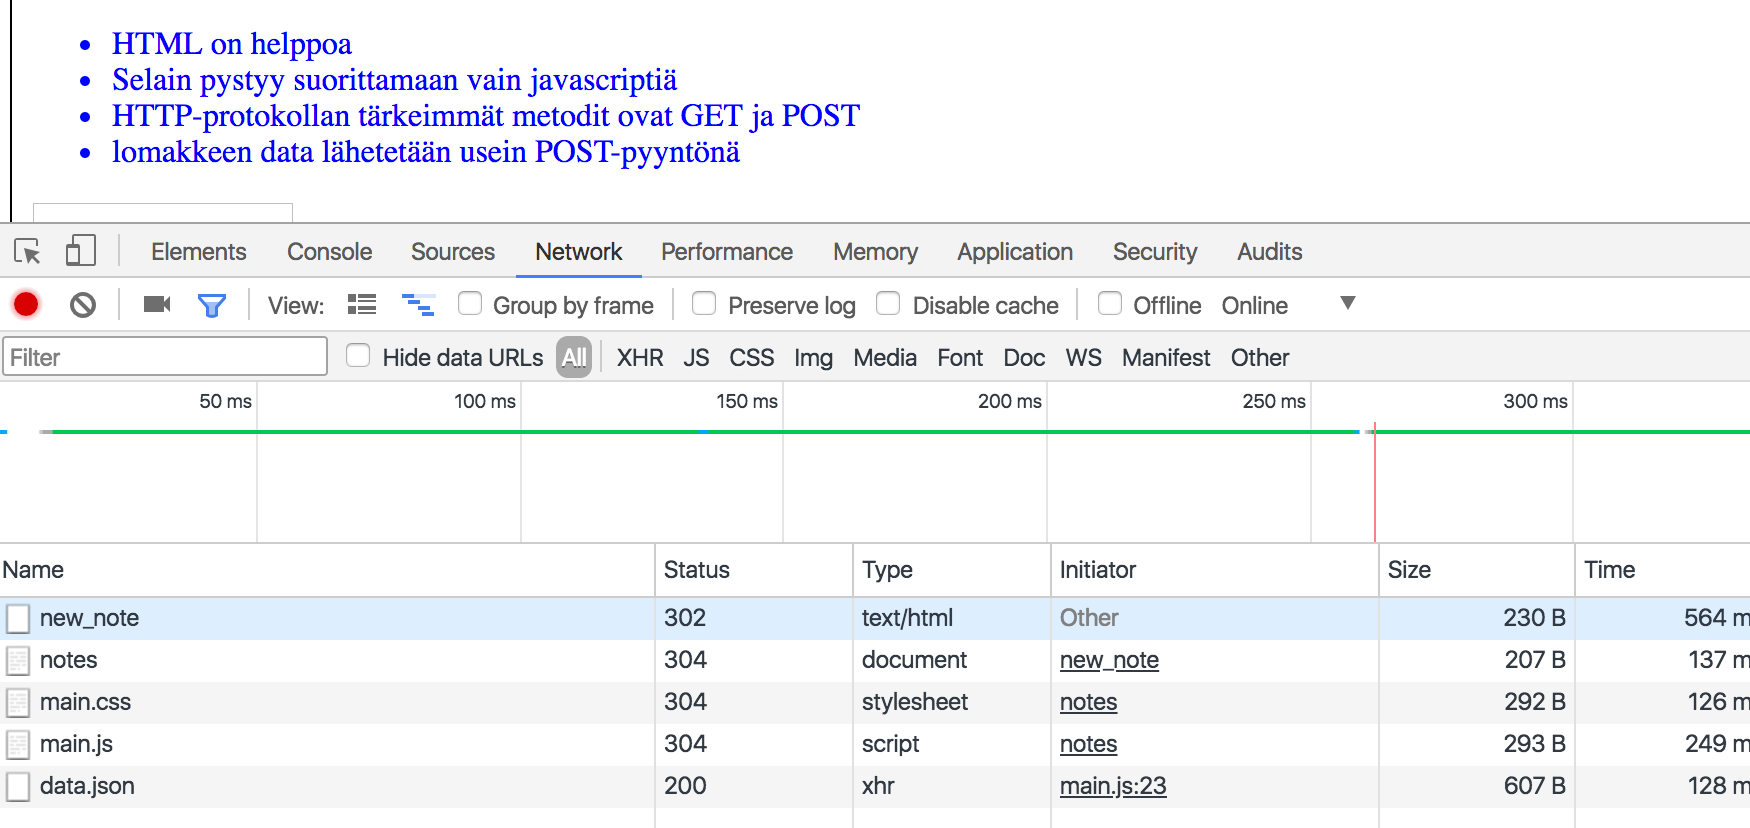 HTML on helppoa
Selain pystyy suorittamaan vain javascriptiä
HTTP-protokollan tärkeimmät metodit ovat GET ja POST
lomakkeen data lähetetään usein POST-pyyntönä
Elements Console Sources Network Performance Memory Application Security Audits
View: Group by frame Preserve log Disable cache Offline Online
Filter Hide data URLs All XHR JS CSS Img Media Font Doc WS Manifest Other
50 ms 100 ms 150 ms 200 ms 250 ms 300 ms
Name Status Type Initiator Size Time
new_note 302 text/html Other 230 B 564 m
notes 304 document new_note 207 B 137 m
main.css 304 stylesheet notes 292 B 126 m
main.js 304 script notes 293 B 249 m
data.json 200 xhr main.js:23 607 B 128 m